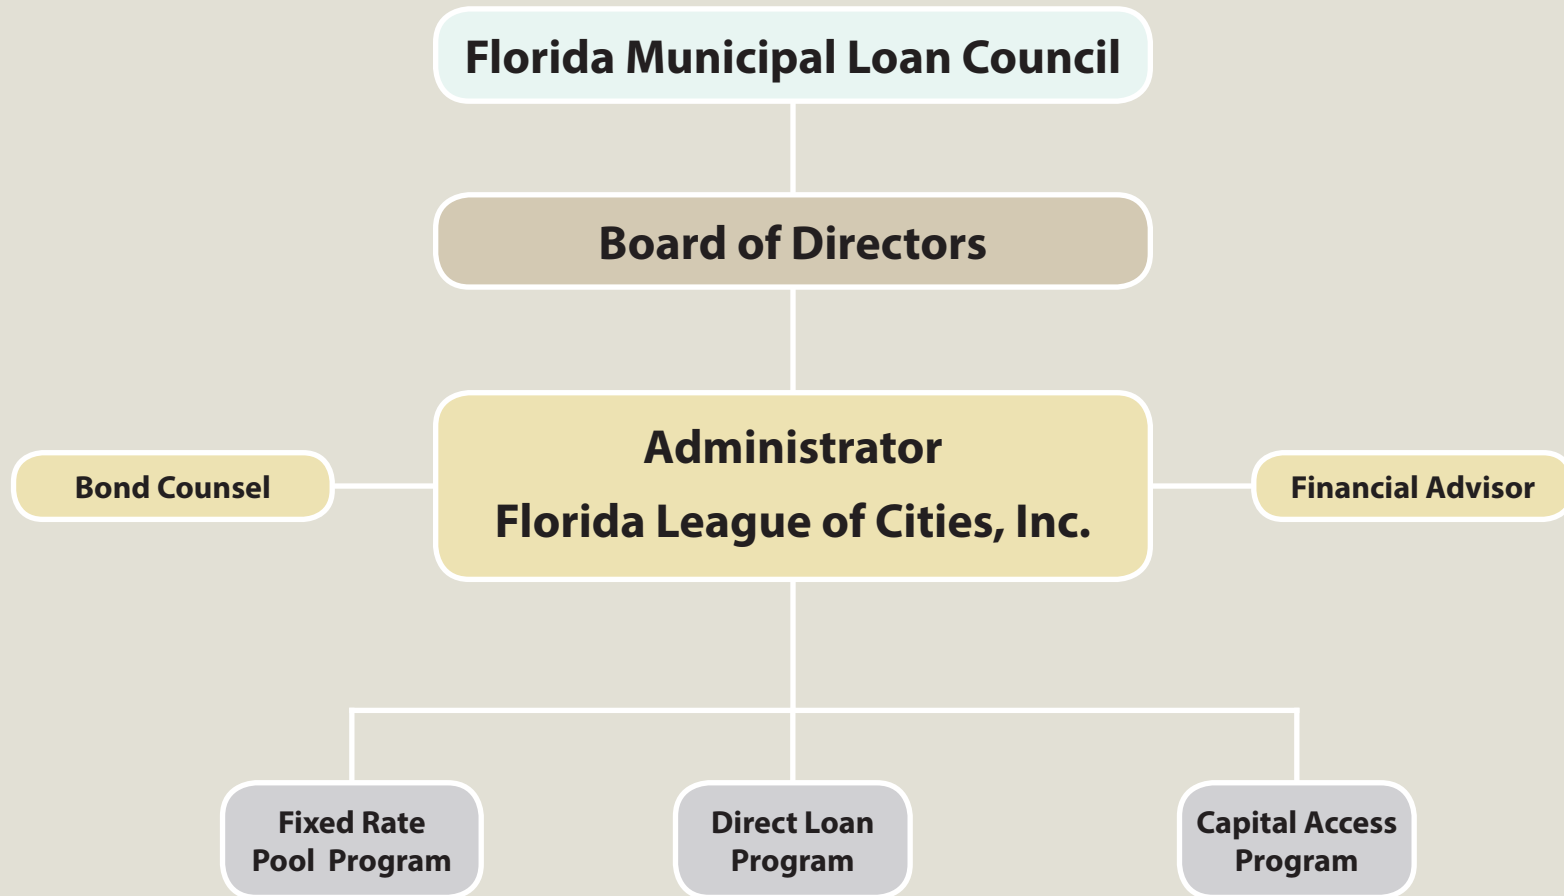 Florida Municipal Loan Council
Board of Directors
Administrator
Florida League of Cities, Inc.
Bond Counsel
Financial Advisor
Fixed Rate
Pool Program
Direct Loan
Program
Capital Access
Program